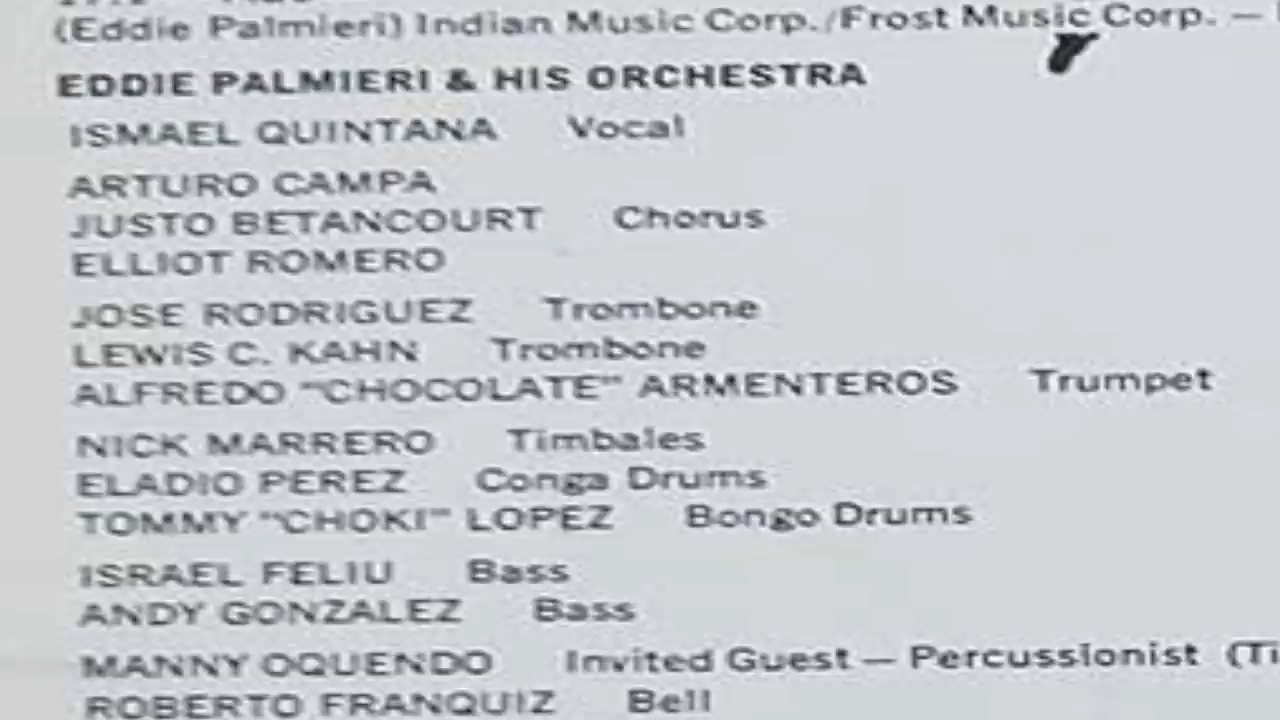 (Eddie Palmieri) Indian Music Corp./Frost Music Corp. —
EDDIE PALMIERI & HIS ORCHESTRA
ISMAEL QUINTANA Vocal
ARTURO CAMPA
JUSTO BETANCOURT Chorus
ELLIOT ROMERO
JOSE RODRIGUEZ Trombone
LEWIS C. KAHN Trombone
ALFREDO "CHOCOLATE" ARMENTEROS Trumpet
NICK MARRERO Timbales
ELADIO PEREZ Conga Drums
TOMMY "CHOKI" LOPEZ Bongo Drums
ISRAEL FELIU Bass
ANDY GONZALEZ Bass
MANNY OQUENDO Invited Guest — Percussionist (Ti
ROBERTO FRANQUIZ Bell